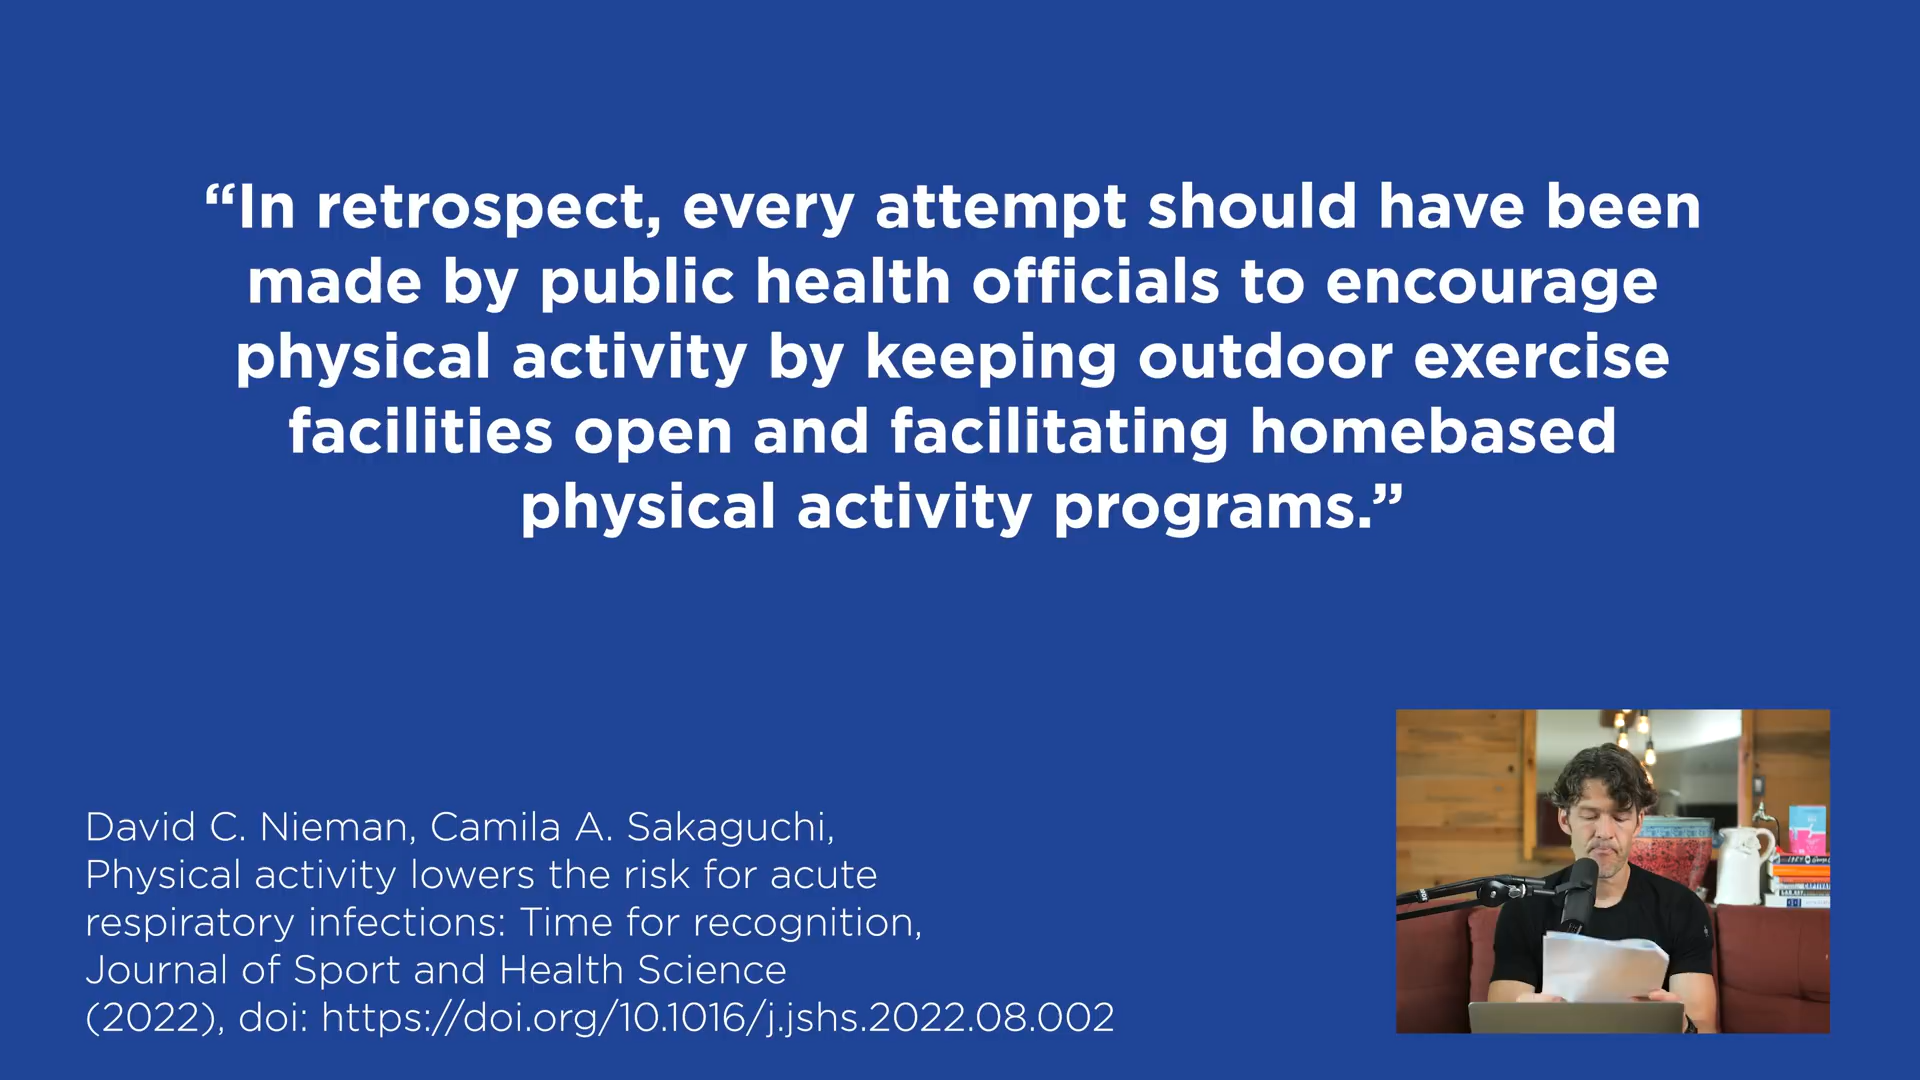 “In retrospect, every attempt should have been
made by public health officials to encourage
physical activity by keeping outdoor exercise
facilities open and facilitating homebased
physical activity programs.”
David C. Nieman, Camila A. Sakaguchi,
Physical activity lowers the risk for acute
respiratory infections: Time for recognition,
Journal of Sport and Health Science
(2022), doi: https://doi.org/10.1016/j.jshs.2022.08.002